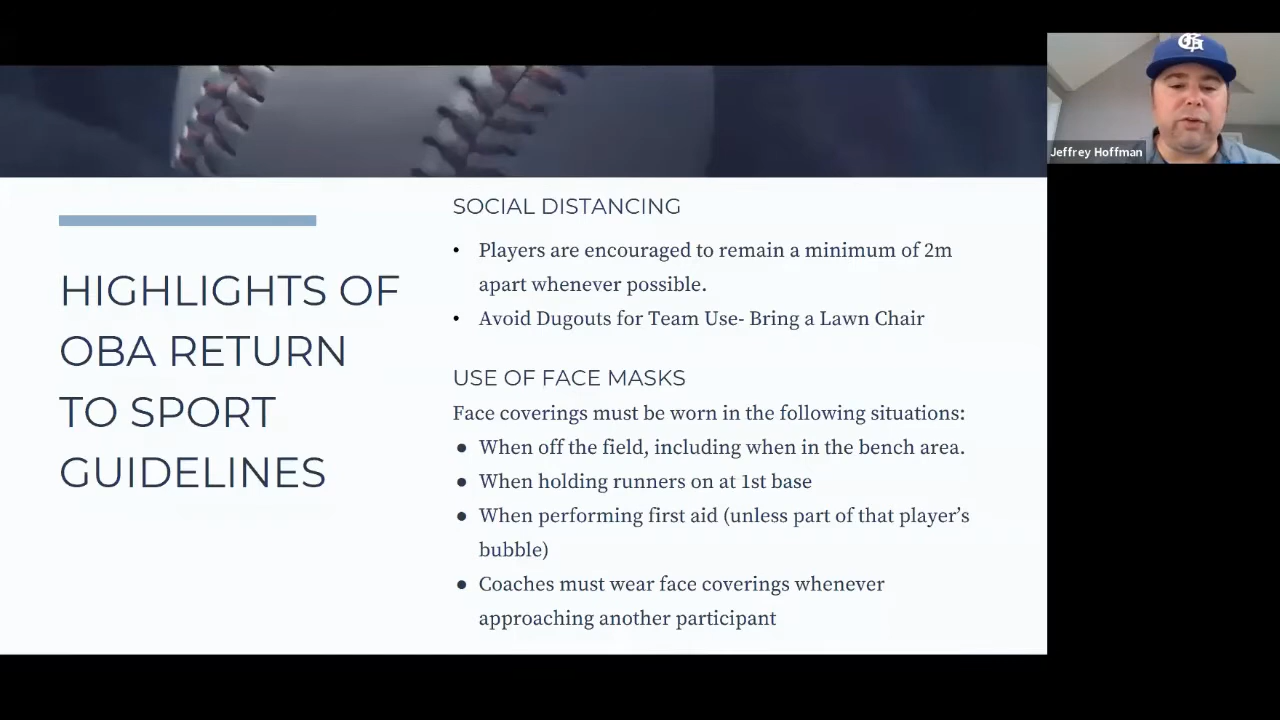 HIGHLIGHTS OF
OBA RETURN
TO SPORT
GUIDELINES
SOCIAL DISTANCING
• Players are encouraged to remain a minimum of 2m
apart whenever possible.
• Avoid Dugouts for Team Use- Bring a Lawn Chair
USE OF FACE MASKS
Face coverings must be worn in the following situations:
● When off the field, including when in the bench area.
● When holding runners on at 1st base
● When performing first aid (unless part of that player’s
bubble)
● Coaches must wear face coverings whenever
approaching another participant
Jeffrey Hoffman